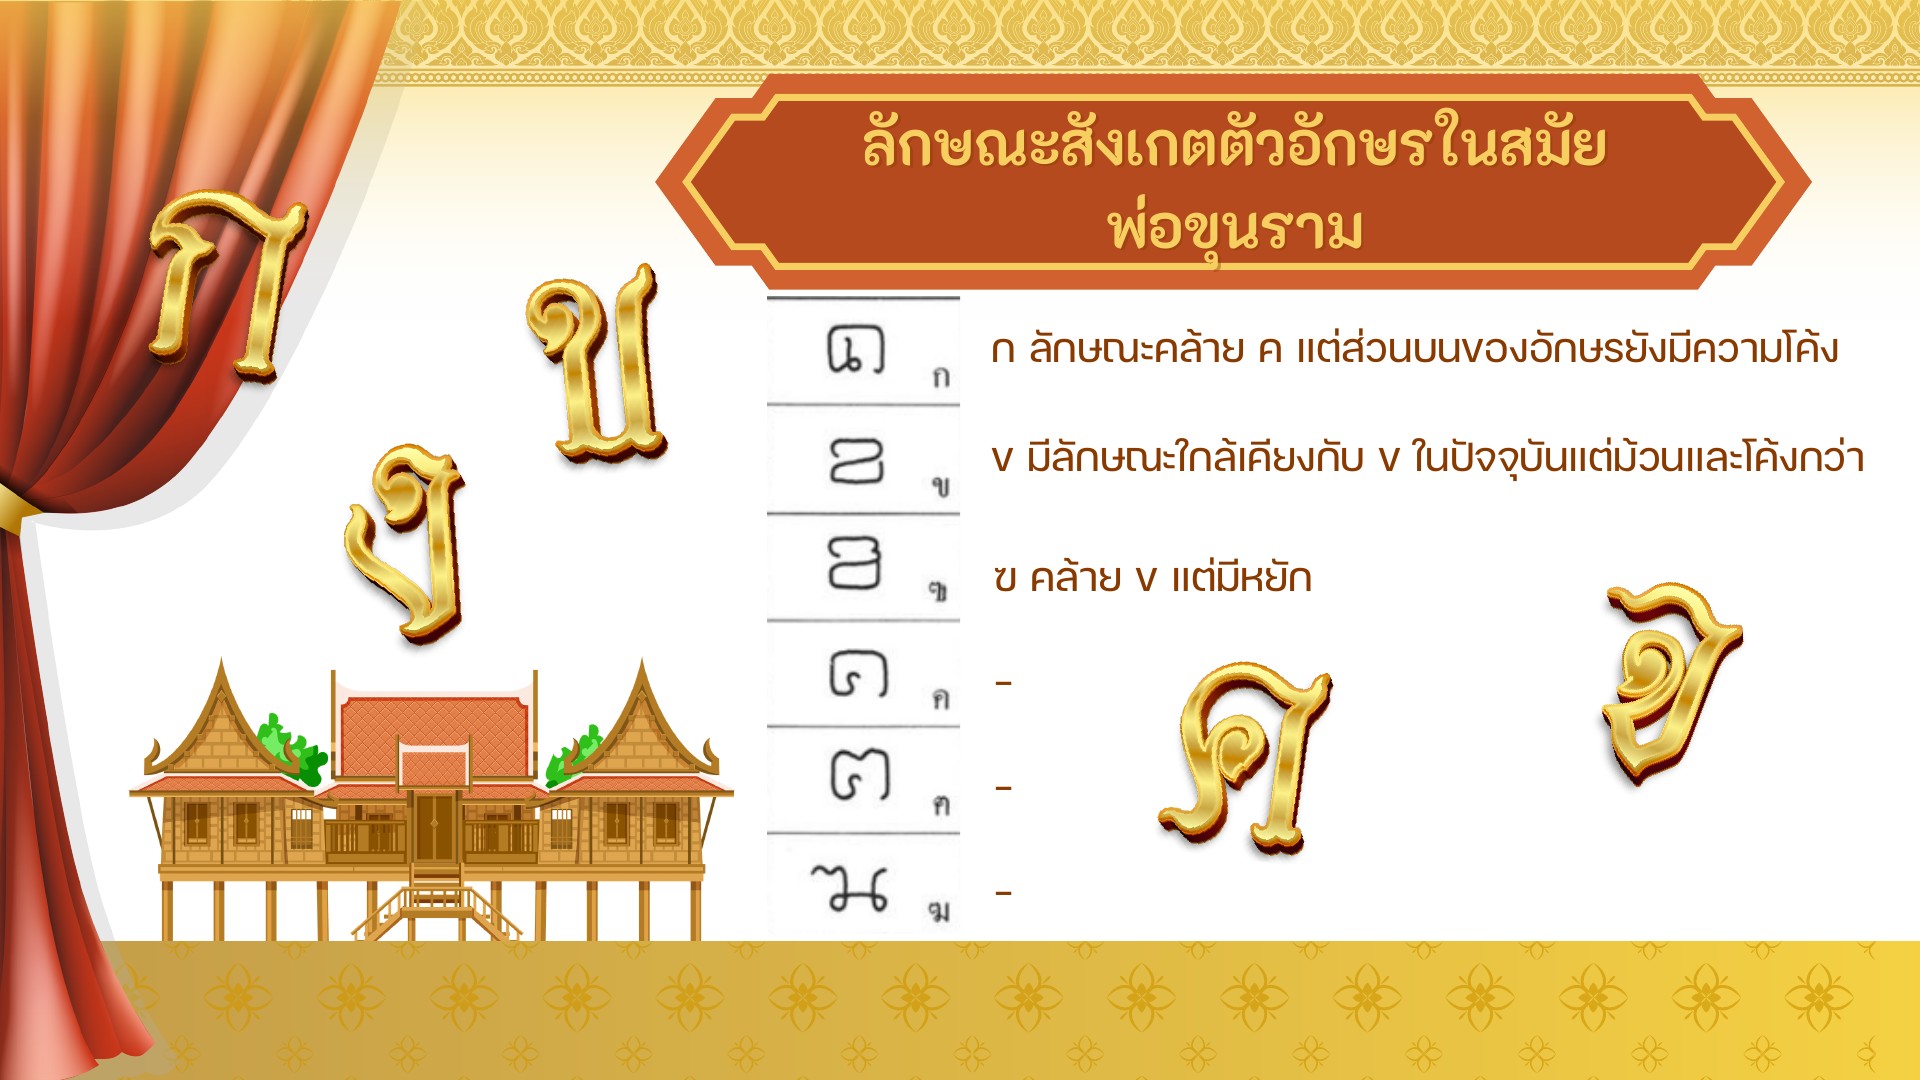 ลักษณะสังเกตตัวอักษรในสมัย
พ่อขุนราม
ก
ข
ง
ก
ก ลักษณะคล้าย ค แต่ส่วนบนของอักษรยังมีความโค้ง
ข
ข มีลักษณะใกล้เคียงกับ ข ในปัจจุบันแต่ม้วนและโค้งกว่า
ฃ
ฃ คล้าย ข แต่มีหยัก
ค
-
ฅ
-
ฆ
-
ค
จ